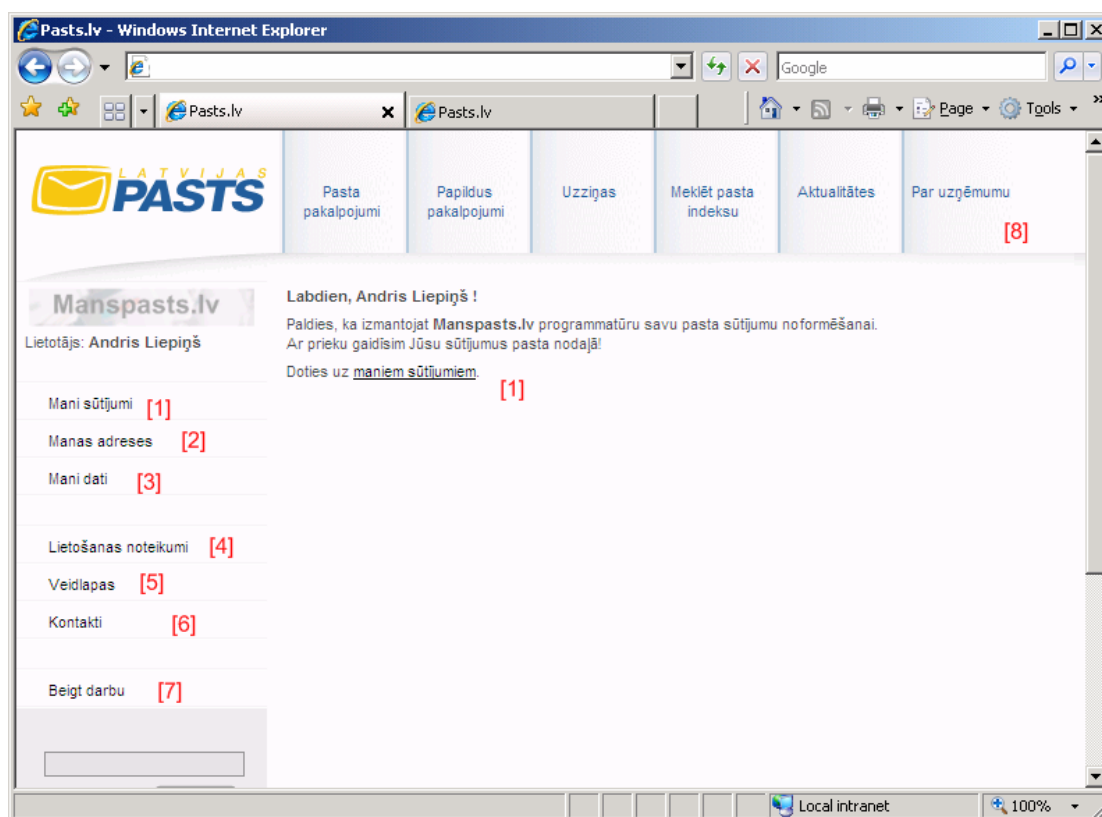 Pasts.lv - Windows Internet Explorer
Google
Pasts.lv
Pasts.lv
Page
Tools
LATVIJAS
PASTS
Pasta
pakalpojumi
Papildus
pakalpojumi
Uzziņas
Meklēt pasta
indeksu
Aktualitātes
Par uzņēmumu
[8]
Manspasts.lv
Lietotājs: Andris Liepiņš
Labdien, Andris Liepiņš !
Paldies, ka izmantojat Manspasts.lv programmatūru savu pasta sūtījumu noformēšanai.
Ar prieku gaidīsim Jūsu sūtījumus pasta nodaļā!
Doties uz maniem sūtījumiem.
[1]
Mani sūtījumi [1]
Manas adreses [2]
Mani dati [3]
Lietošanas noteikumi [4]
Veidlapas [5]
Kontakti [6]
Beigt darbu [7]
Local intranet
100%